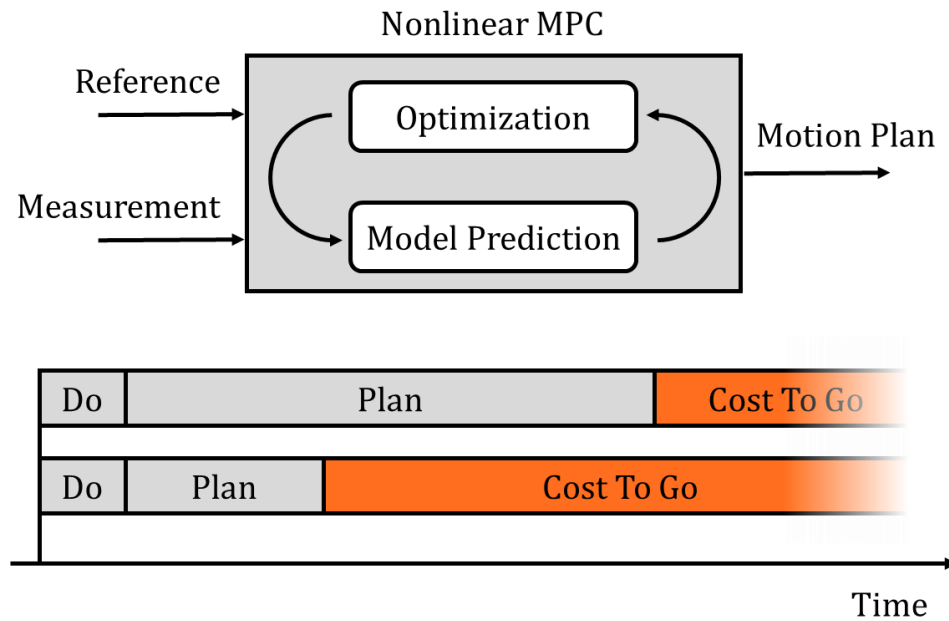 Nonlinear MPC
Reference
Optimization
Motion Plan
Measurement
Model Prediction
Do
Plan
Cost To Go
Do
Plan
Cost To Go
Time